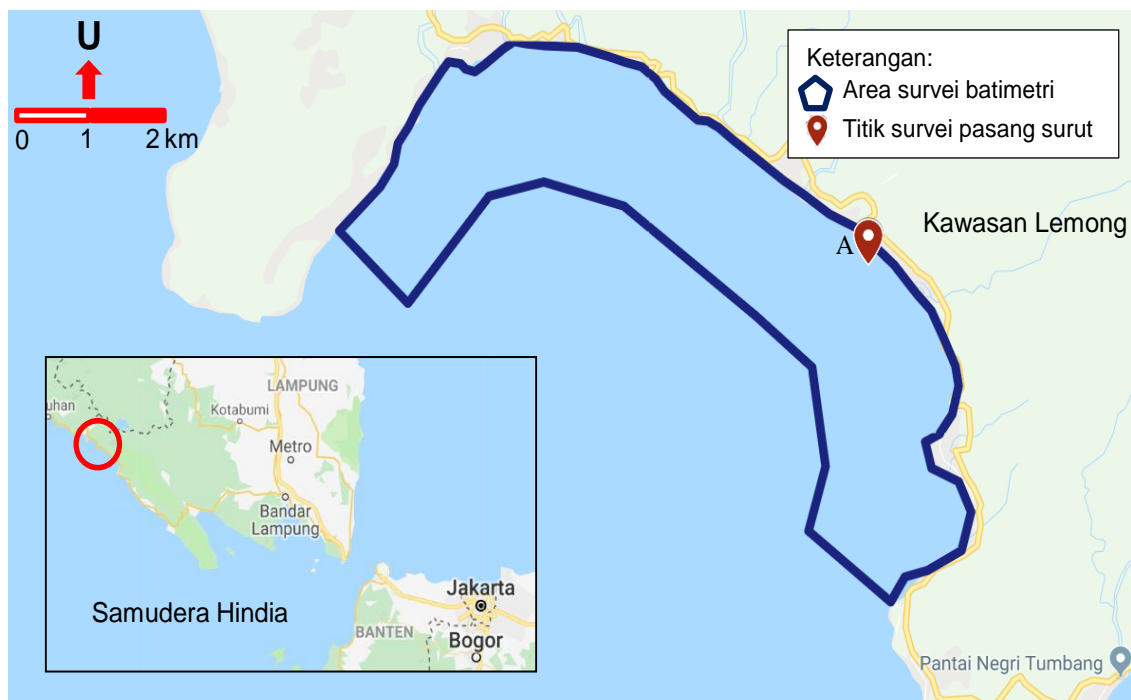 U
0 1 2 km
Keterangan:
Area survei batimetri
Titik survei pasang surut
Kawasan Lemong
A
LAMPUNG
uhan
Kotabumi
Metro
Bandar
Lampung
Jakarta
Samudera Hindia
BANTEN
Bogor
Pantai Negri Tumbang